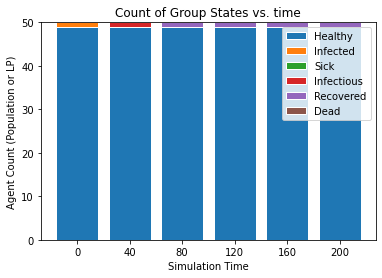 Count of Group States vs. time
Agent Count (Population or LP)
50
40
30
20
10
0
Healthy
Infected
Sick
Infectious
Recovered
Dead
0 40 80 120 160 200
Simulation Time